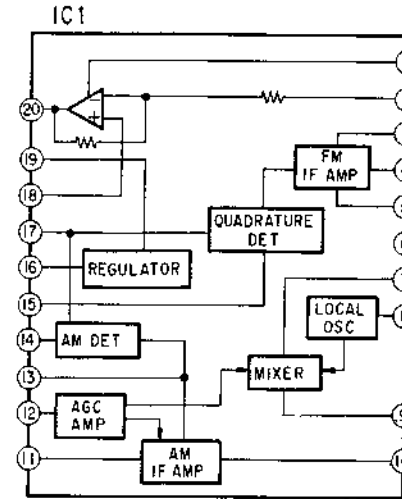 IC1
20
19
18
17
16
15
14
13
12
11
FM
IF AMP
QUADRATURE
DET
REGULATOR
LOCAL
OSC
AM DET
MIXER
AGC
AMP
AM
IF AMP